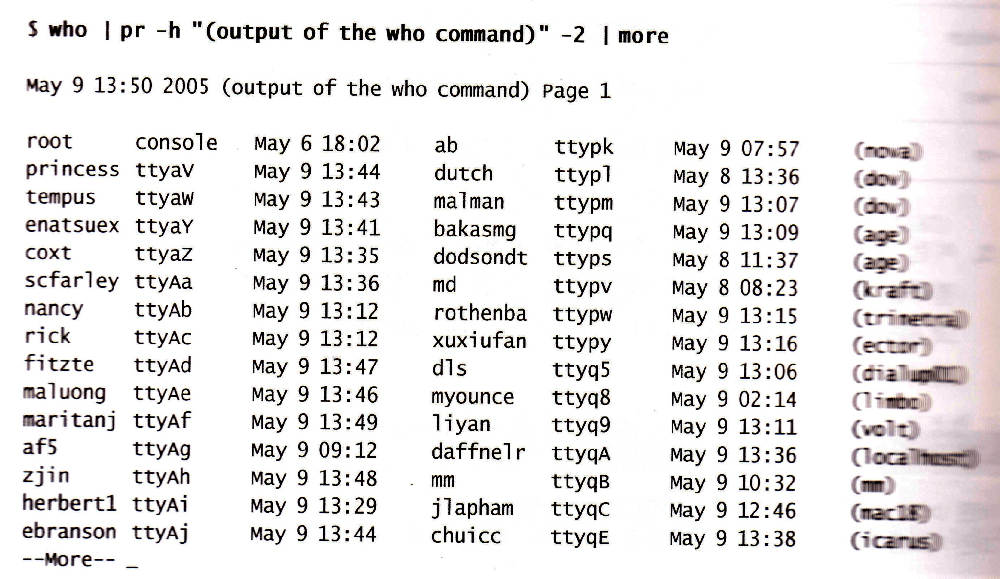 $ who | pr -h "(output of the who command)" -2 | more
May 9 13:50 2005 (output of the who command) Page 1
root console May 6 18:02 ab ttypk May 9 07:57 (nowa)
princess ttyaV May 9 13:44 dutch ttypl May 8 13:36 (dow)
tempus ttyaW May 9 13:43 malman ttypm May 9 13:07 (dow)
enatsuex ttyaY May 9 13:41 bakasmg ttypq May 9 13:09 (age)
coxt ttyaZ May 9 13:35 dodsondt ttyps May 8 11:37 (age)
scfarley ttyAa May 9 13:36 md ttypv May 8 08:23 (kraft)
nancy ttyAb May 9 13:12 rothenba ttypw May 9 13:15 (trinetra)
rick ttyAc May 9 13:12 xuxiufan ttypy May 9 13:16 (ector)
fitzte ttyAd May 9 13:47 dls ttyq5 May 9 13:06
maluong ttyAe May 9 13:46 myounce ttyq8 May 9 02:14 (limbo)
maritanj ttyAf May 9 13:49 liyan ttyq9 May 9 13:11 (volt)
af5 ttyAg May 9 09:12 daffnelr ttyqA May 9 13:36 (localhost)
zjin ttyAh May 9 13:48 mm ttyqB May 9 10:32 (mm)
herbert1 ttyAi May 9 13:29 jlapham ttyqC May 9 12:46 (mac18)
ebranson ttyAj May 9 13:44 chuicc ttyqE May 9 13:38 (icarus)
--More-- _